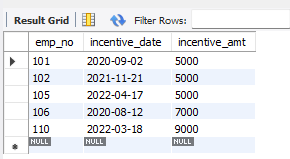 Result Grid Filter Rows:
emp_no incentive_date incentive_amt
101 2020-09-02 5000
102 2021-11-21 5000
105 2022-04-17 5000
106 2020-08-12 7000
110 2022-03-18 9000
NULL NULL NULL